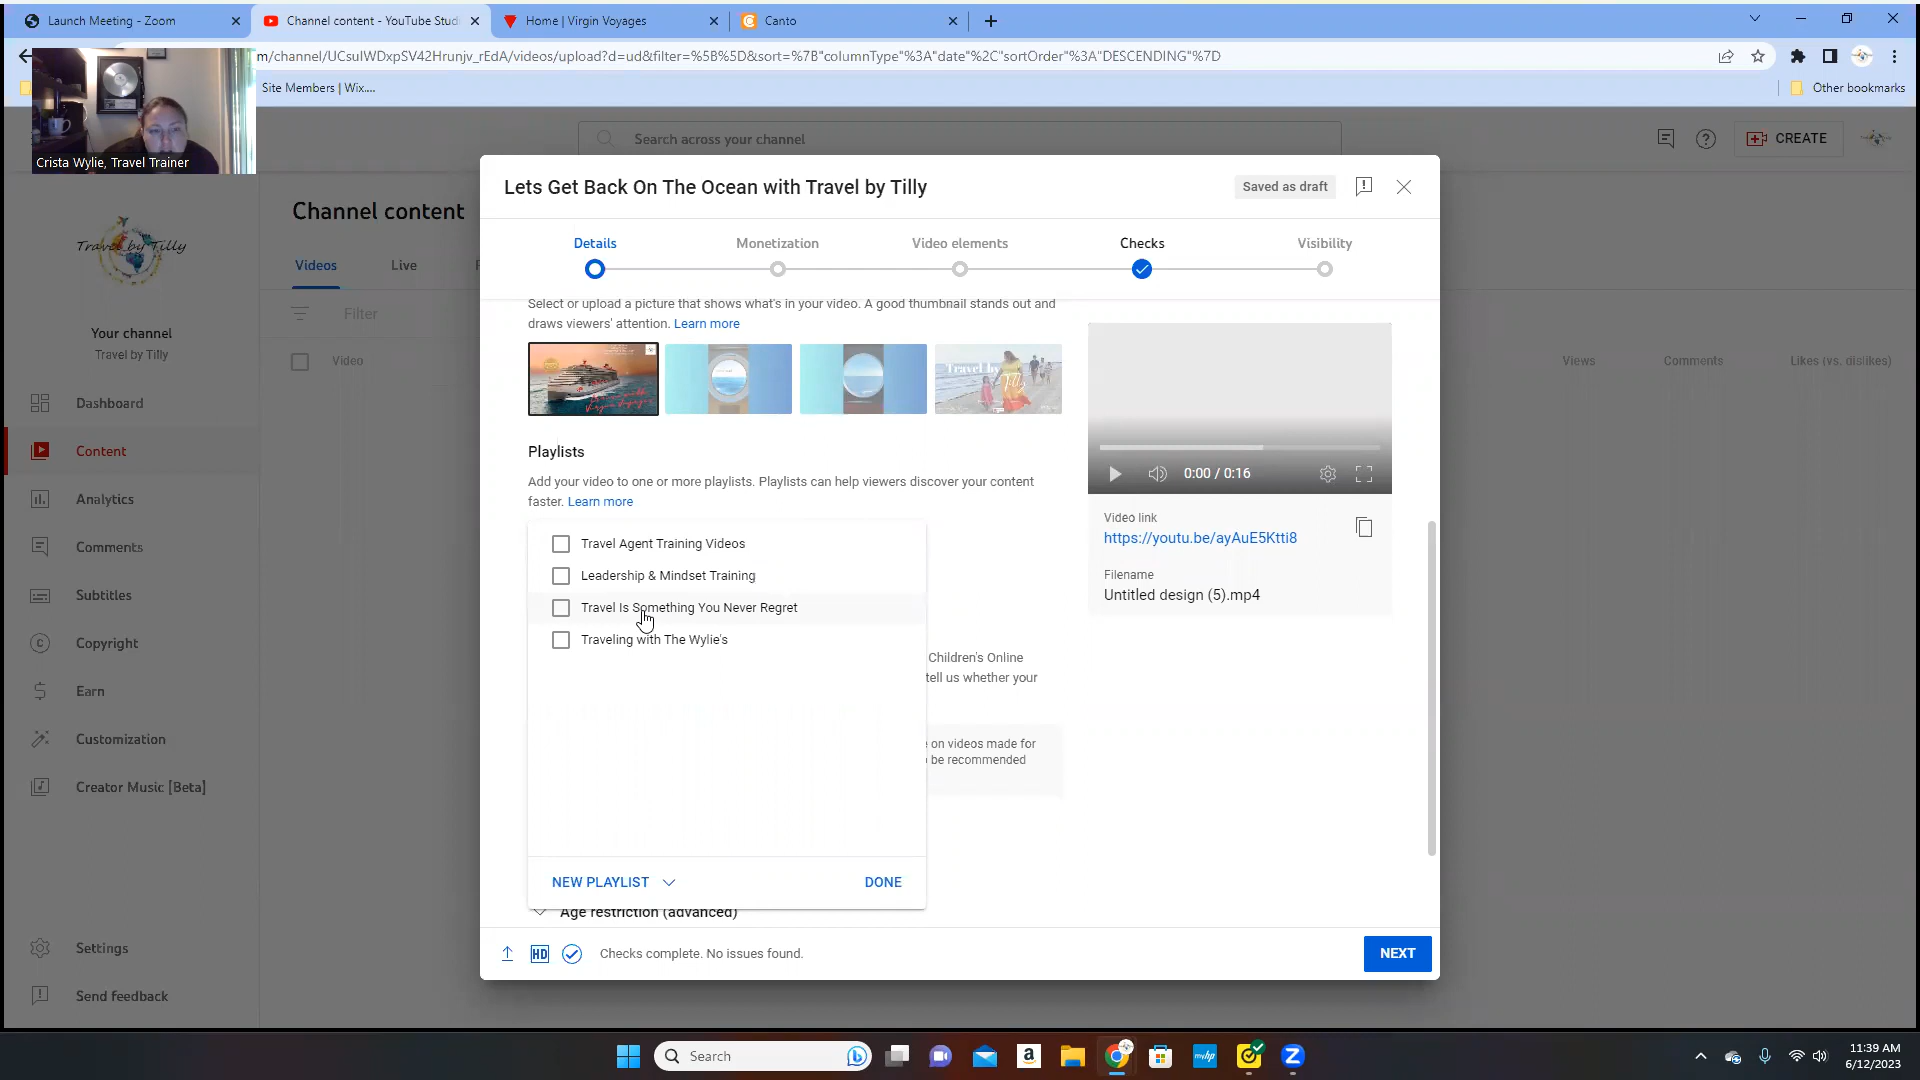 Launch Meeting - Zoom
Channel content - YouTube Studi
Home | Virgin Voyages
Canto
m/channel/UCsuIWDxpSV42Hrunjv_rEdA/videos/upload?d=ud&filter=%5B%5D&sort=%7B"columnType"%3A"date"%2C"sortOrder"%3A"DESCENDING"%7D
Site Members | Wix....
Other bookmarks
Crista Wylie, Travel Trainer
Search across your channel
CREATE
Travel by Tilly
Your channel
Travel by Tilly
Dashboard
Content
Analytics
Comments
Subtitles
Copyright
Earn
Customization
Creator Music [Beta]
Settings
Send feedback
Channel content
Videos
Live
Filter
Video
Views
Comments
Likes (vs. dislikes)
Lets Get Back On The Ocean with Travel by Tilly
Saved as draft
Details
Monetization
Video elements
Checks
Visibility
Select or upload a picture that shows what's in your video. A good thumbnail stands out and
draws viewers' attention. Learn more
Travel by
Tilly
Playlists
Add your video to one or more playlists. Playlists can help viewers discover your content
faster. Learn more
Travel Agent Training Videos
Leadership & Mindset Training
Travel Is Something You Never Regret
Traveling with The Wylie's
Children's Online
tell us whether your
on videos made for
be recommended
NEW PLAYLIST
DONE
Age restriction (advanced)
0:00 / 0:16
Video link
https://youtu.be/ayAuE5Ktti8
Filename
Untitled design (5).mp4
HD
Checks complete. No issues found.
NEXT
Search
11:39 AM
6/12/2023